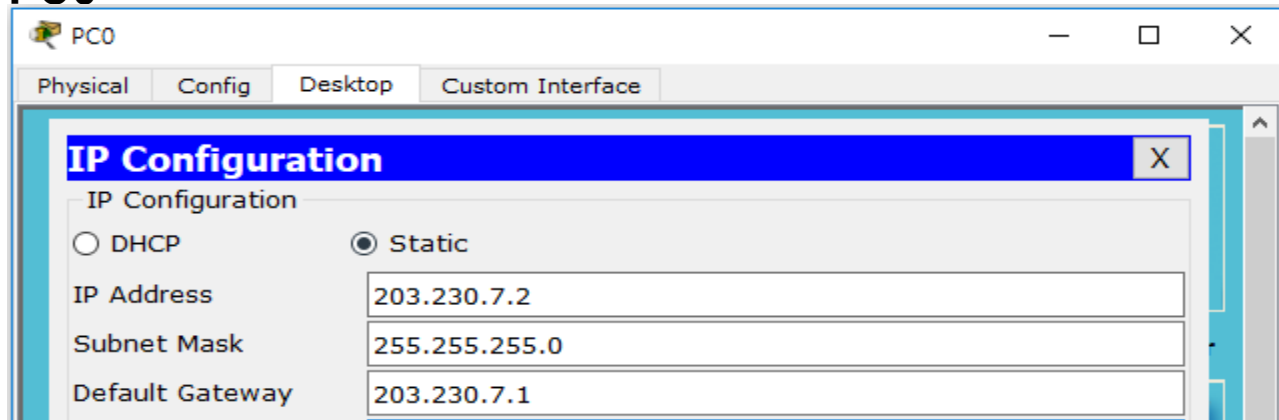 PC0
Physical Config Desktop Custom Interface
IP Configuration X
IP Configuration
DHCP Static
IP Address 203.230.7.2
Subnet Mask 255.255.255.0
Default Gateway 203.230.7.1